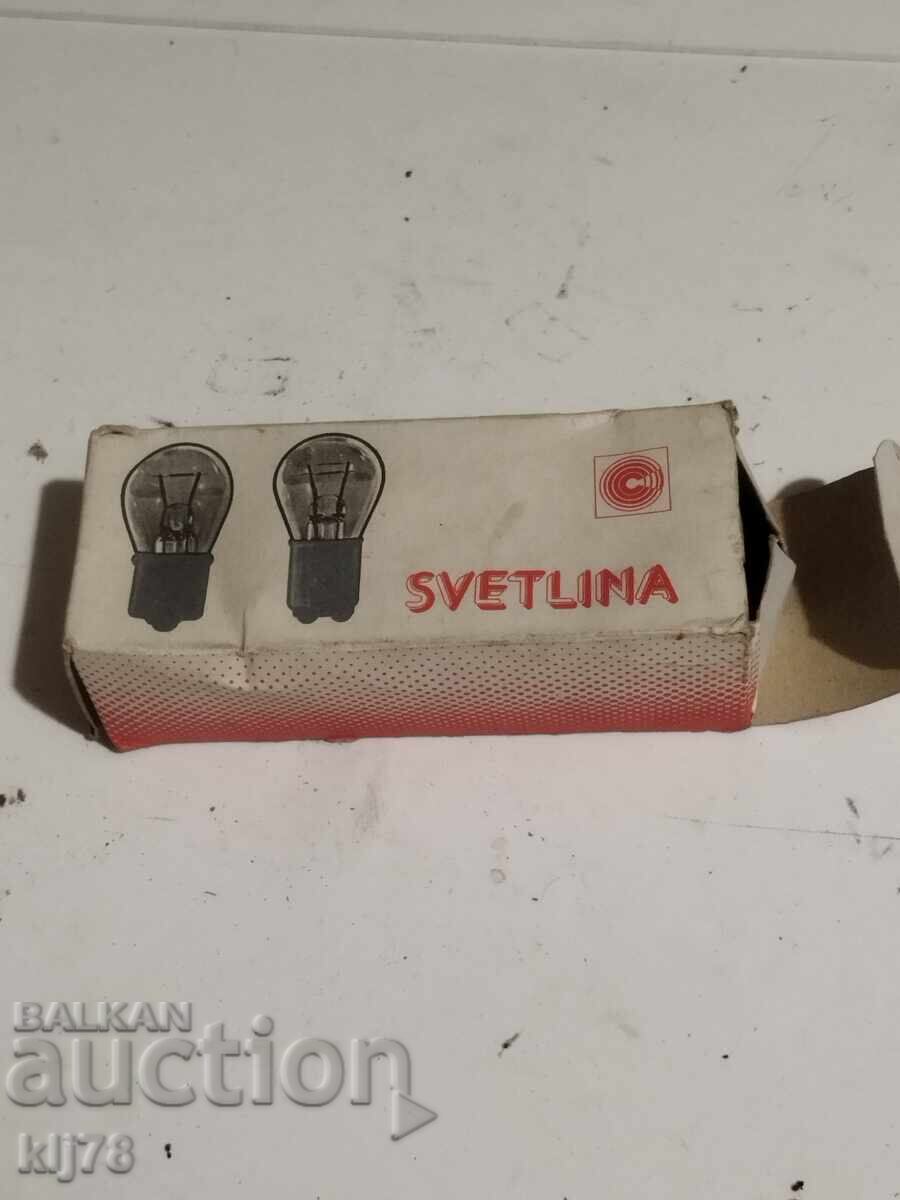 SVETLINA
BALKAN
auction
klj78